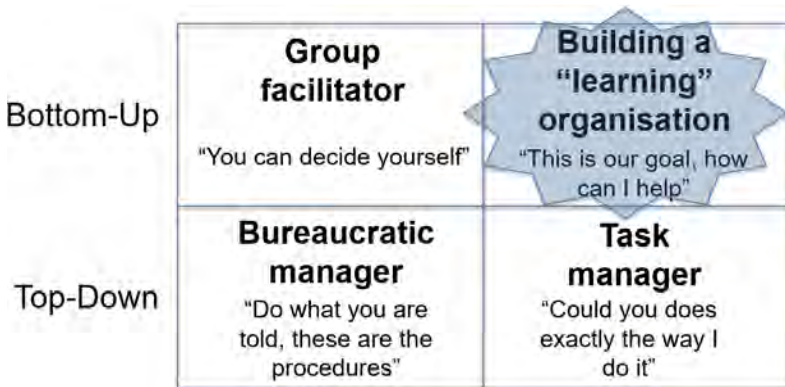 Bottom-Up
Group
facilitator
“You can decide yourself”
Building a
“learning”
organisation
“This is our goal, how
can I help”
Top-Down
Bureaucratic
manager
“Do what you are
told, these are the
procedures”
Task
manager
“Could you does
exactly the way I
do it”